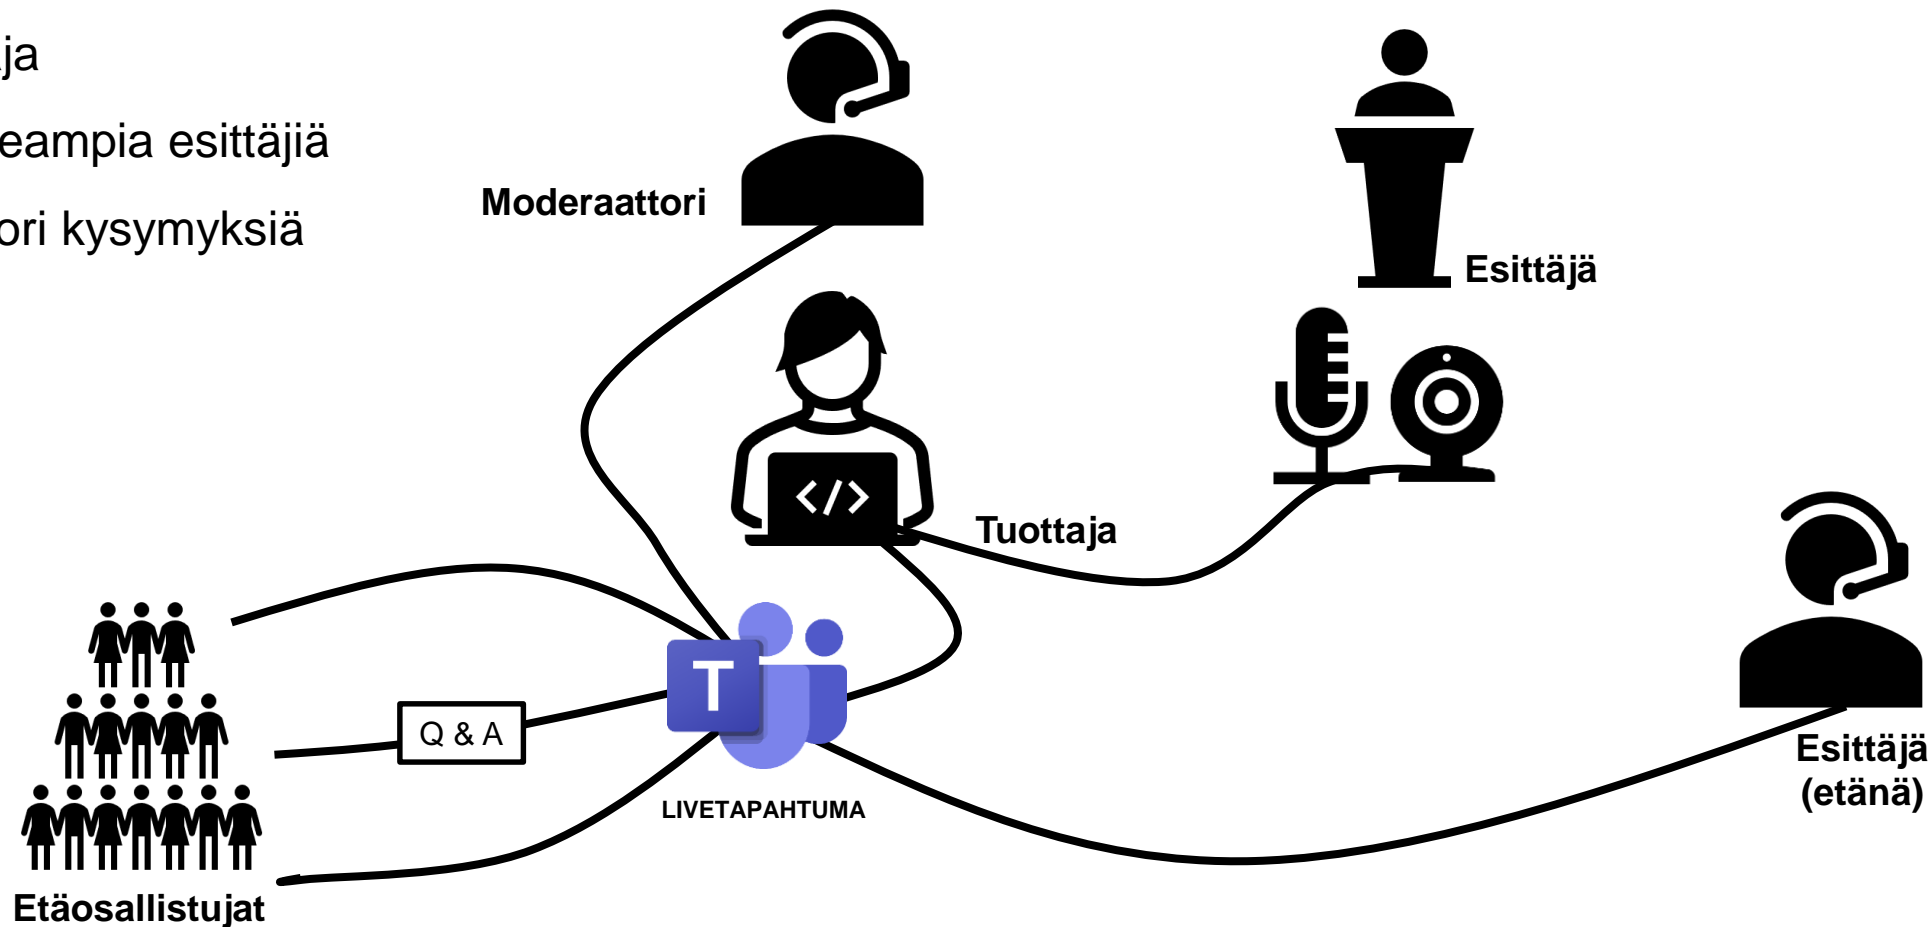 ja
eampia esittäjiä
ori kysymyksiä
Moderaattori
Esittäjä
</>
Tuottaja
T
Q & A
LIVETAPAHTUMA
Esittäjä
(etänä)
Etäosallistujat